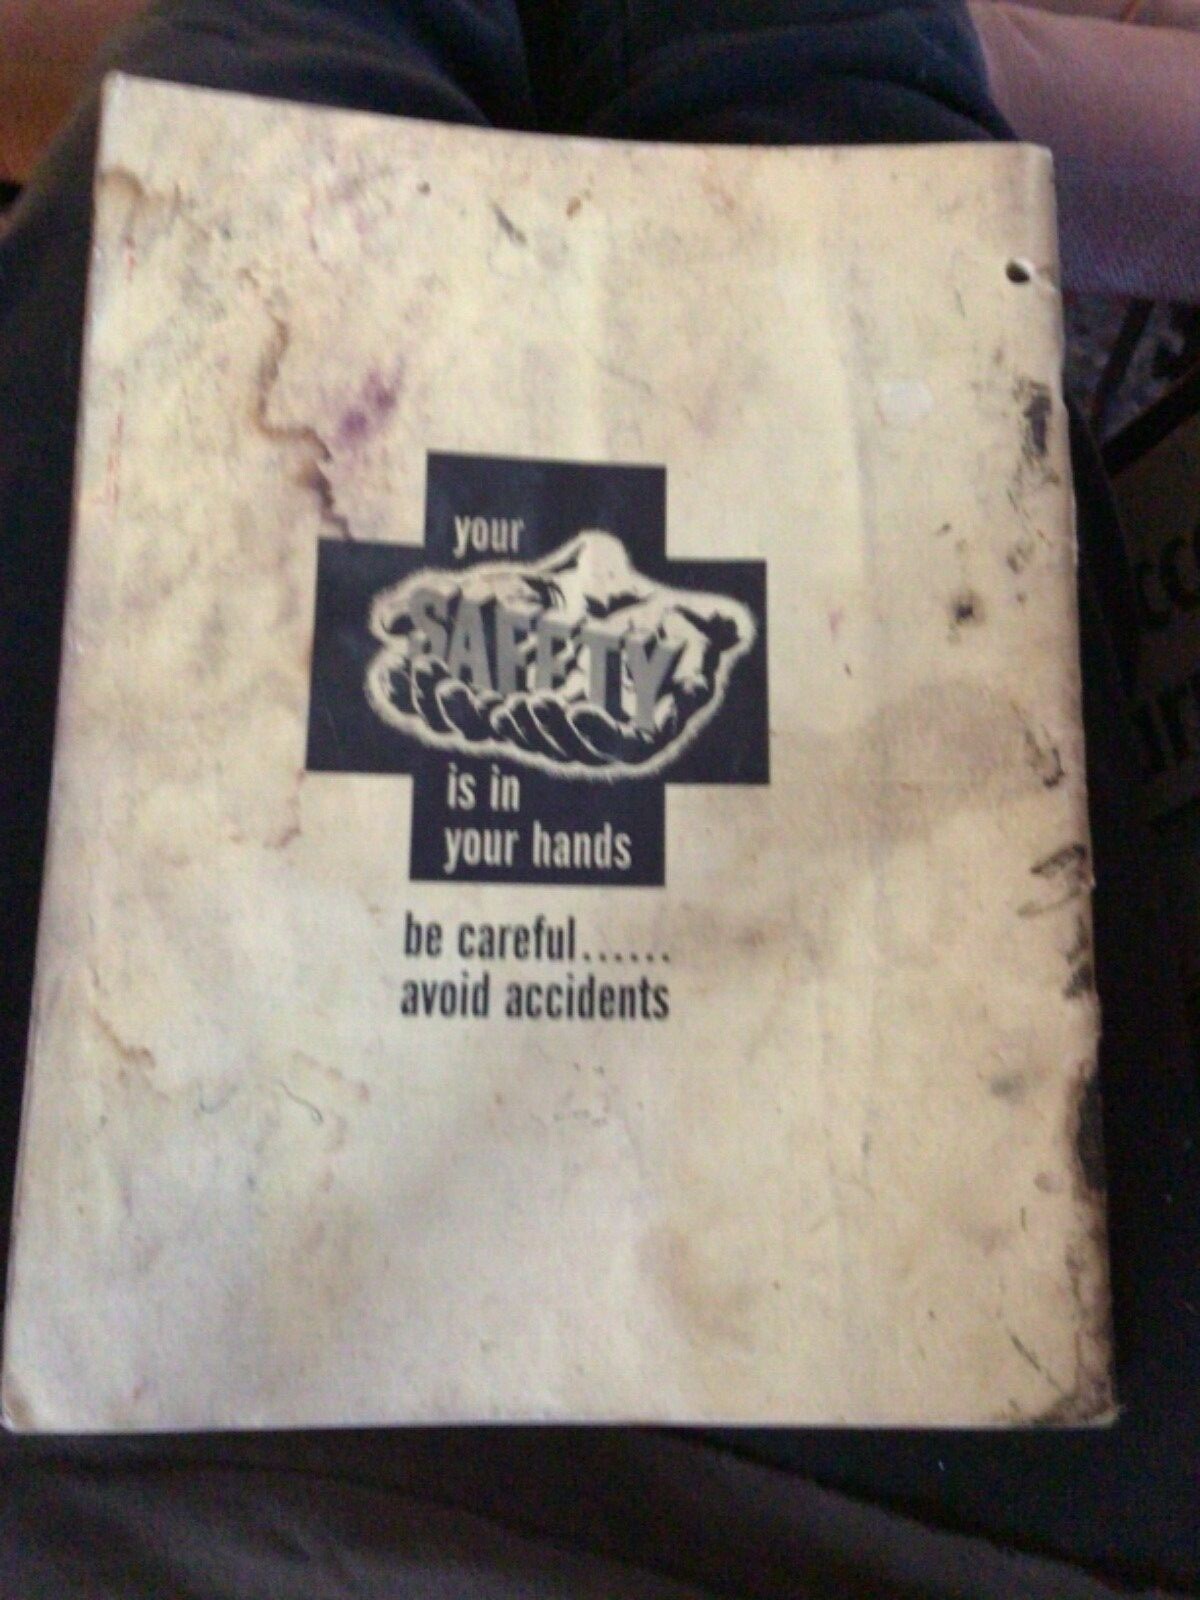 your
SAFETY
is in
your hands
be careful......
avoid accidents